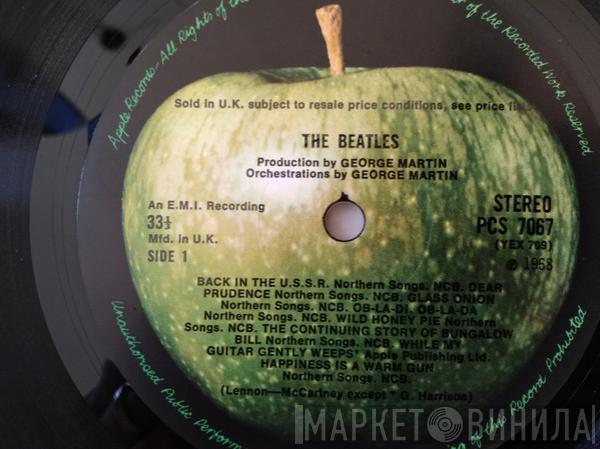 Apple Records-All Rights of the
of the Recorded Work Reserved
Sold in U.K. subject to resale price conditions, see price
THE BEATLES
Production by GEORGE MARTIN
Orchestrations by GEORGE MARTIN
An E.M.I. Recording
33⅓
Mfd. in U.K.
SIDE 1
STEREO
PCS 7067
(YEX 709)
℗ 1968
BACK IN THE U.S.S.R. Northern Songs. NCB. DEAR
PRUDENCE Northern Songs. NCB. GLASS ONION
Northern Songs. NCB. OB-LA-DI, OB-LA-DA
Northern Songs. NCB. WILD HONEY PIE Northern
Songs. NCB. THE CONTINUING STORY OF BUNGALOW
BILL Northern Songs. NCB. WHILE MY
GUITAR GENTLY WEEPS* Apple Publishing Ltd.
HAPPINESS IS A WARM GUN
Northern Songs. NCB.
(Lennon—McCartney except * G. Harrison)
Unauthorised Public Perform
of this Record Prohibited
МАРКЕТ ВИНИЛА